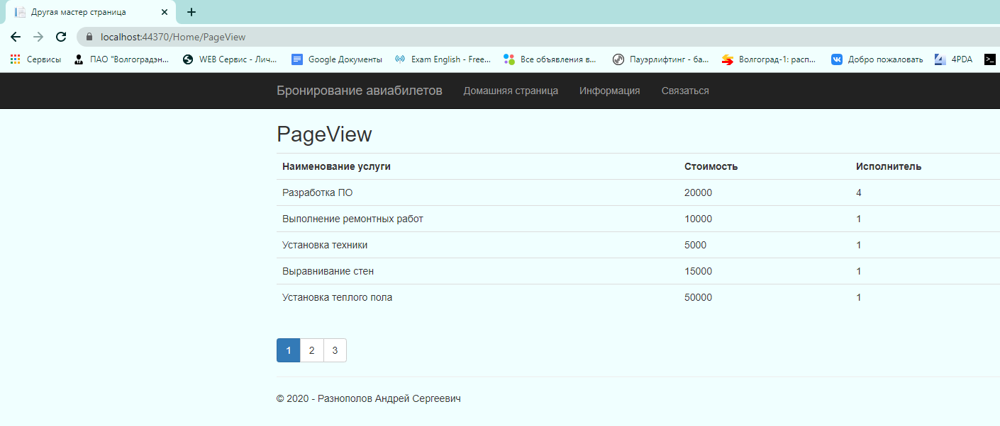 Другая мастер страница
localhost:44370/Home/PageView
Сервисы ПАО "Волгоградэн... WEB Сервис - Лич... Google Документы Exam English - Free... Все объявления в... Пауэрлифтинг - ба... Волгоград-1: расп... Добро пожаловать 4PDA
Бронирование авиабилетов Домашняя страница Информация Связаться
PageView
Наименование услуги Стоимость Исполнитель
Разработка ПО 20000 4
Выполнение ремонтных работ 10000 1
Установка техники 5000 1
Выравнивание стен 15000 1
Установка теплого пола 50000 1
1 2 3
© 2020 - Разнополов Андрей Сергеевич